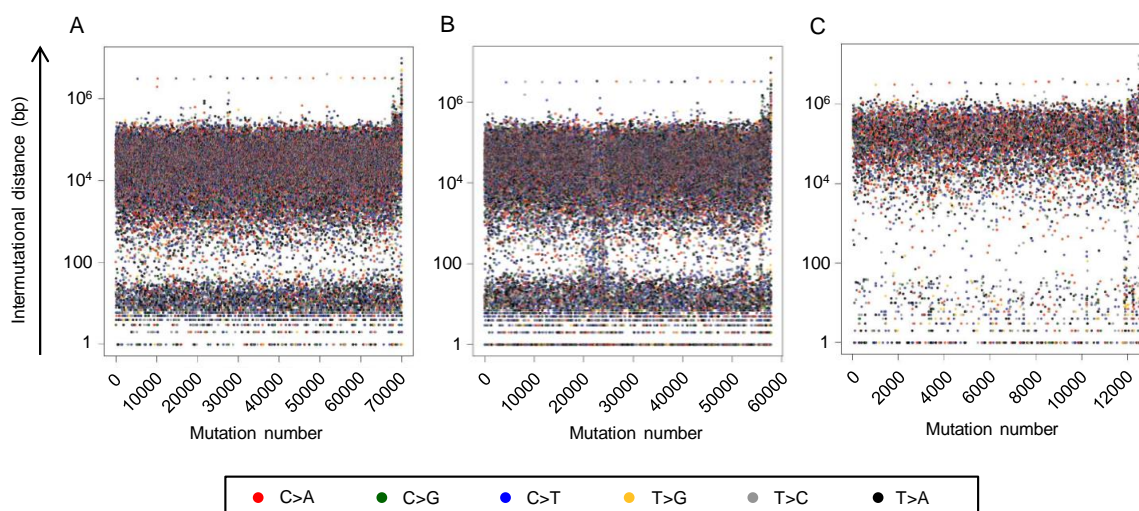 A
B
C
Intermutational distance (bp)
10^6
10^4
100
1
0
10000
20000
30000
40000
50000
60000
70000
Mutation number
10^6
10^4
100
1
0
10000
20000
30000
40000
50000
60000
Mutation number
10^6
10^4
100
1
0
2000
4000
6000
8000
10000
12000
Mutation number
C>A
C>G
C>T
T>G
T>C
T>A